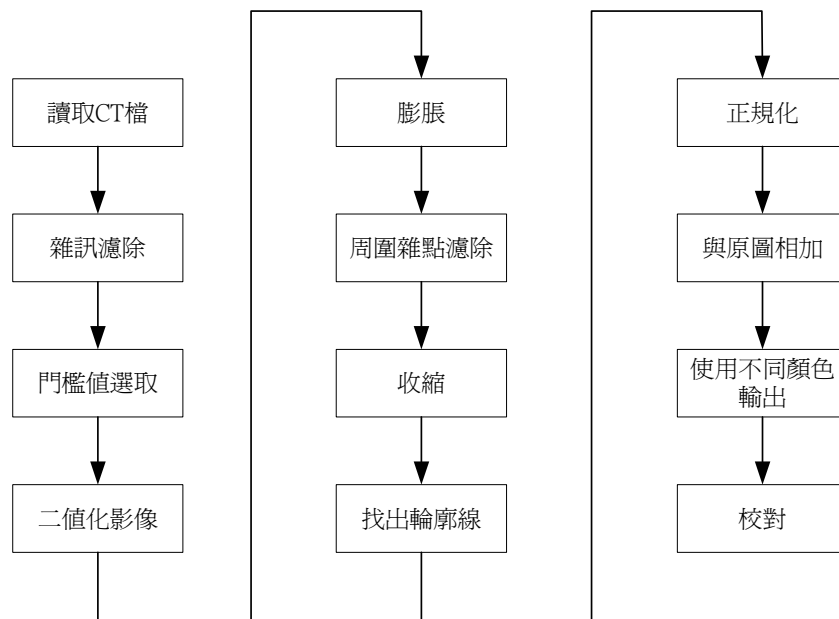 讀取CT檔
雜訊濾除
門檻值選取
二值化影像
膨脹
周圍雜點濾除
收縮
找出輪廓線
正規化
與原圖相加
使用不同顏色
輸出
校對